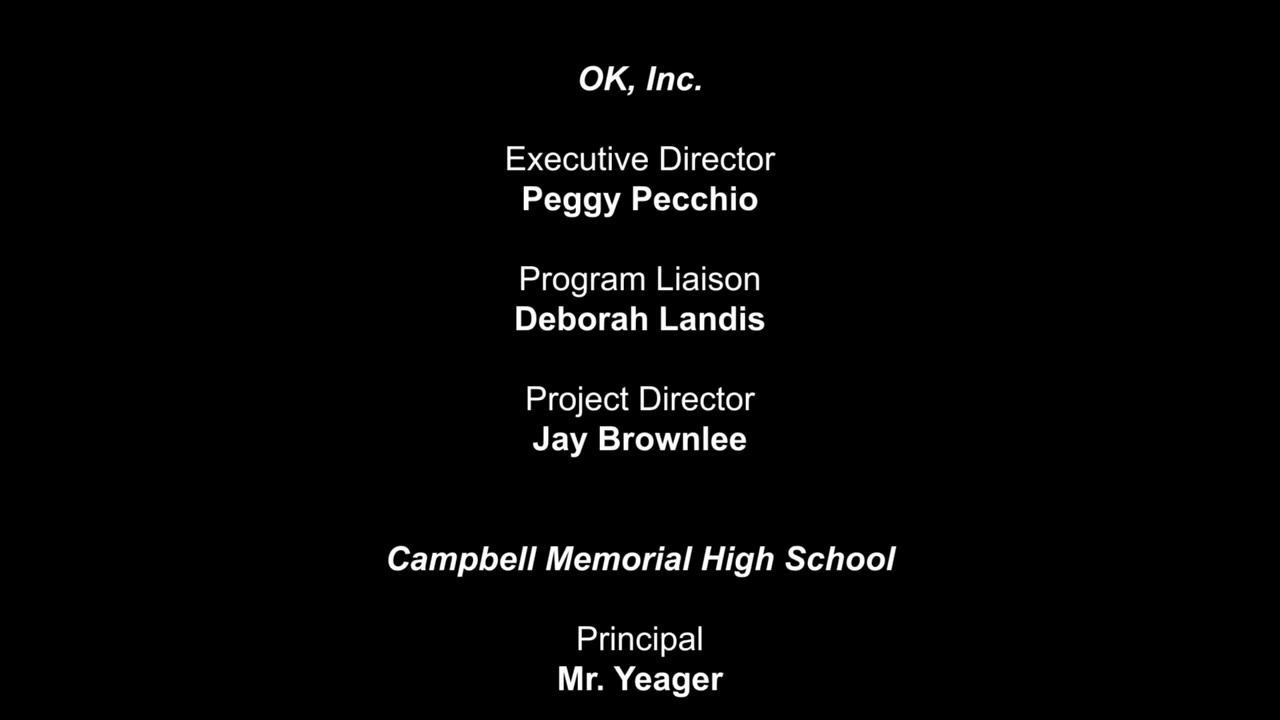 OK, Inc.
Executive Director
Peggy Pecchio
Program Liaison
Deborah Landis
Project Director
Jay Brownlee
Campbell Memorial High School
Principal
Mr. Yeager